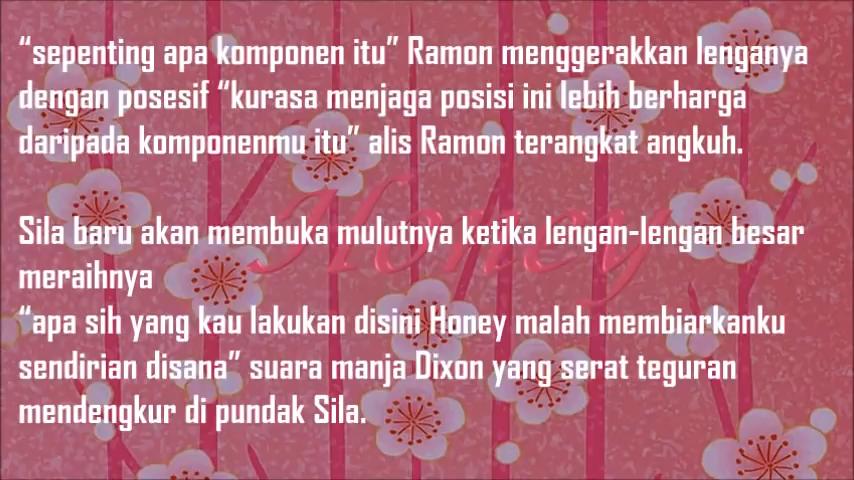 “sepenting apa komponen itu” Ramon menggerakkan lenganya
dengan posesif “kurasa menjaga posisi ini lebih berharga
daripada komponenmu itu” alis Ramon terangkat angkuh.
Sila baru akan membuka mulutnya ketika lengan-lengan besar
Honey
meraihnya
“apa sih yang kau lakukan disini Honey malah membiarkanku
sendirian disana” suara manja Dixon yang serat teguran
mendengkur di pundak Sila.